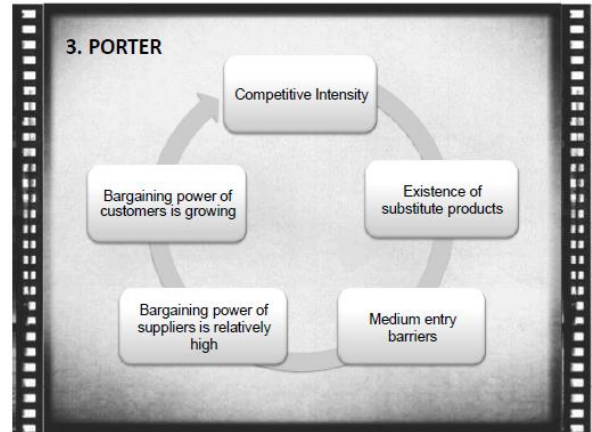 3. PORTER
Competitive Intensity
Existence of
substitute products
Medium entry
barriers
Bargaining power of
suppliers is relatively
high
Bargaining power of
customers is growing